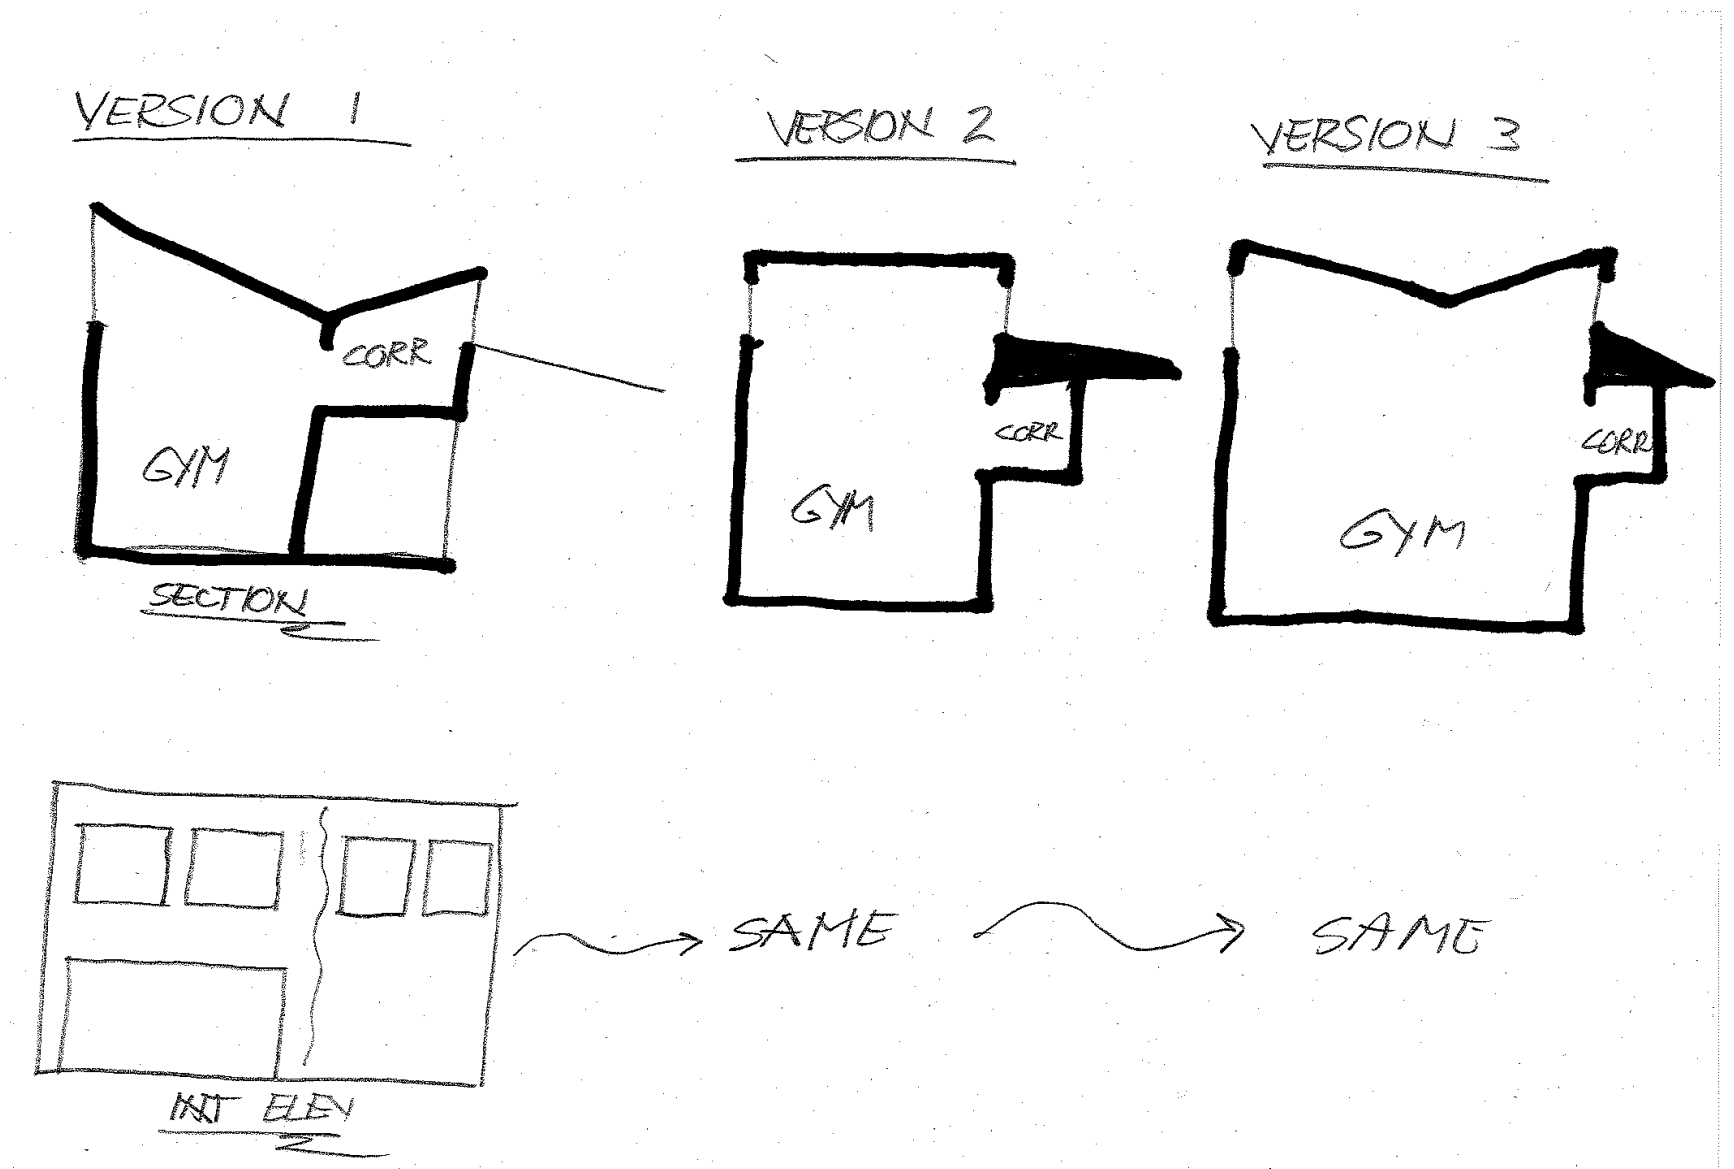 VERSION 1
VERSION 2
VERSION 3
CORR
GYM
CORR
GYM
CORR
GYM
SECTION
SAME
SAME
INT ELEV